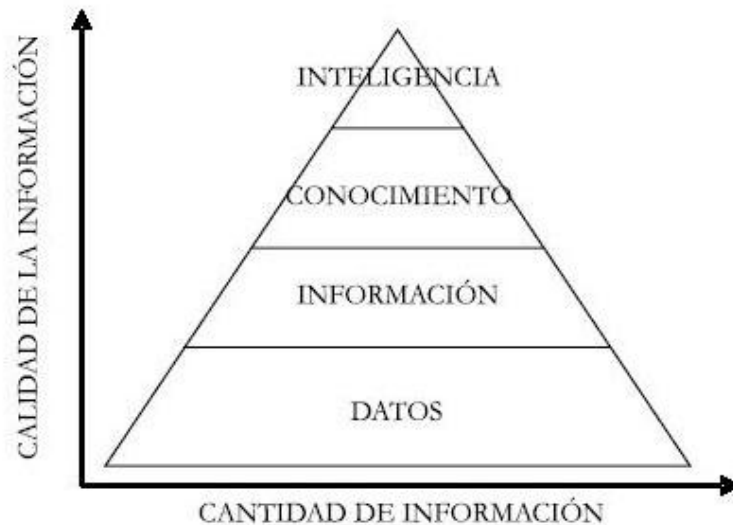 CALIDAD DE LA INFORMACIÓN
INTELIGENCIA
CONOCIMIENTO
INFORMACIÓN
DATOS
CANTIDAD DE INFORMACIÓN